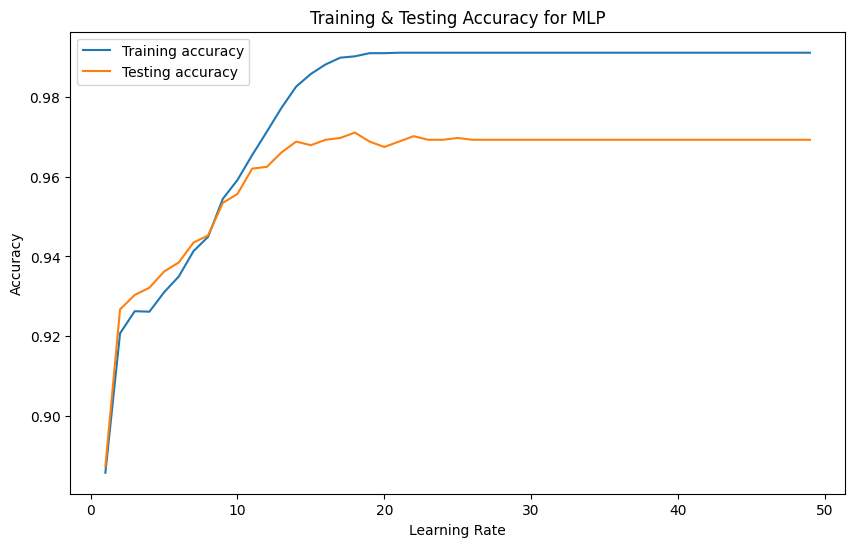 Training & Testing Accuracy for MLP
Training accuracy
Testing accuracy
0.98
0.96
0.94
0.92
0.90
Accuracy
0
10
20
30
40
50
Learning Rate